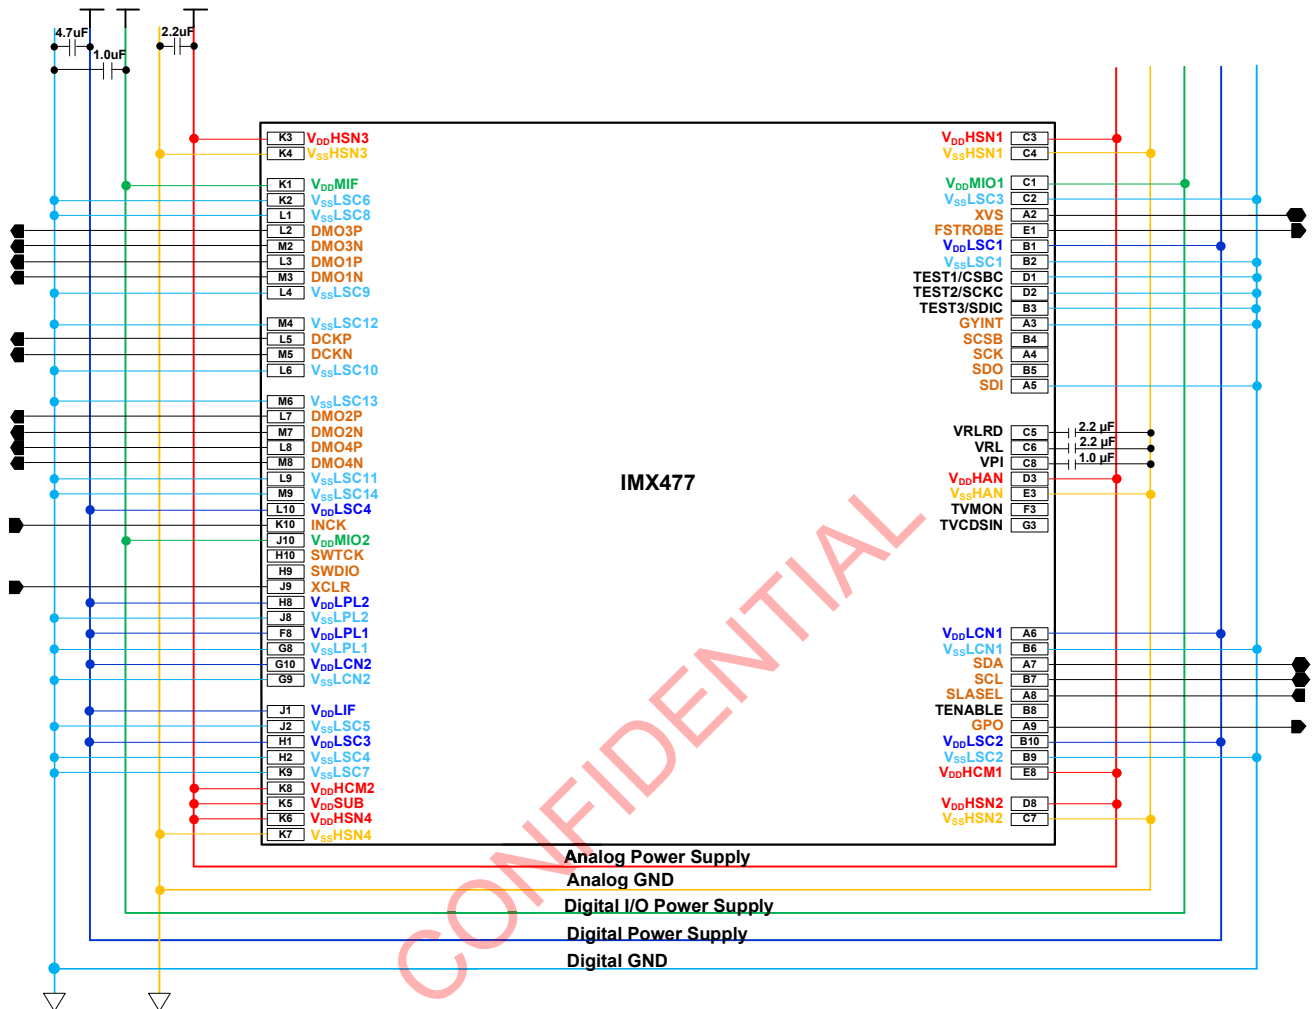 4.7uF
1.0uF
2.2uF
K3 VDDHSN3
K4 VSSHSN3
K1 VDDMIF
K2 VSSLSC6
L1 VSSLSC8
L2 DMO3P
M2 DMO3N
L3 DMO1P
M3 DMO1N
L4 VSSLSC9
M4 VSSLSC12
L5 DCKP
M5 DCKN
L6 VSSLSC10
M6 VSSLSC13
L7 DMO2P
M7 DMO2N
L8 DMO4P
M8 DMO4N
L9 VSSLSC11
M9 VSSLSC14
L10 VDDLSC4
K10 INCK
J10 VDDMIO2
H10 SWTCK
H9 SWDIO
J9 XCLR
H8 VDDLPL2
J8 VSSLPL2
F8 VDDLPL1
G8 VSSLPL1
G10 VDDLCN2
G9 VSSLCN2
J1 VDDLIF
J2 VSSLSC5
H1 VDDLSC3
H2 VSSLSC4
K9 VSSLSC7
K8 VDDHCM2
K5 VDDSUB
K6 VDDHSN4
K7 VSSHSN4
IMX477
VDDHSN1 C3
VSSHSN1 C4
VDDMIO1 C1
VSSLSC3 C2
XVS A2
FSTROBE E1
VDDLSC1 B1
VSSLSC1 B2
TEST1/CSBC D1
TEST2/SCKC D2
TEST3/SDIC B3
GYINT A3
SCSB B4
SCK A4
SDO B5
SDI A5
VRLRD C5 2.2 µF
VRL C6 2.2 µF
VPI C8 1.0 µF
VDDHAN D3
VSSHAN E3
TVMON F3
TVCDSIN G3
VDDLCN1 A6
VSSLCN1 B6
SDA A7
SCL B7
SLASEL A8
TENABLE B8
GPO A9
VDDLSC2 B10
VSSLSC2 B9
VDDHCM1 E8
VDDHSN2 D8
VSSHSN2 C7
Analog Power Supply
Analog GND
Digital I/O Power Supply
Digital Power Supply
Digital GND
CONFIDENTIAL